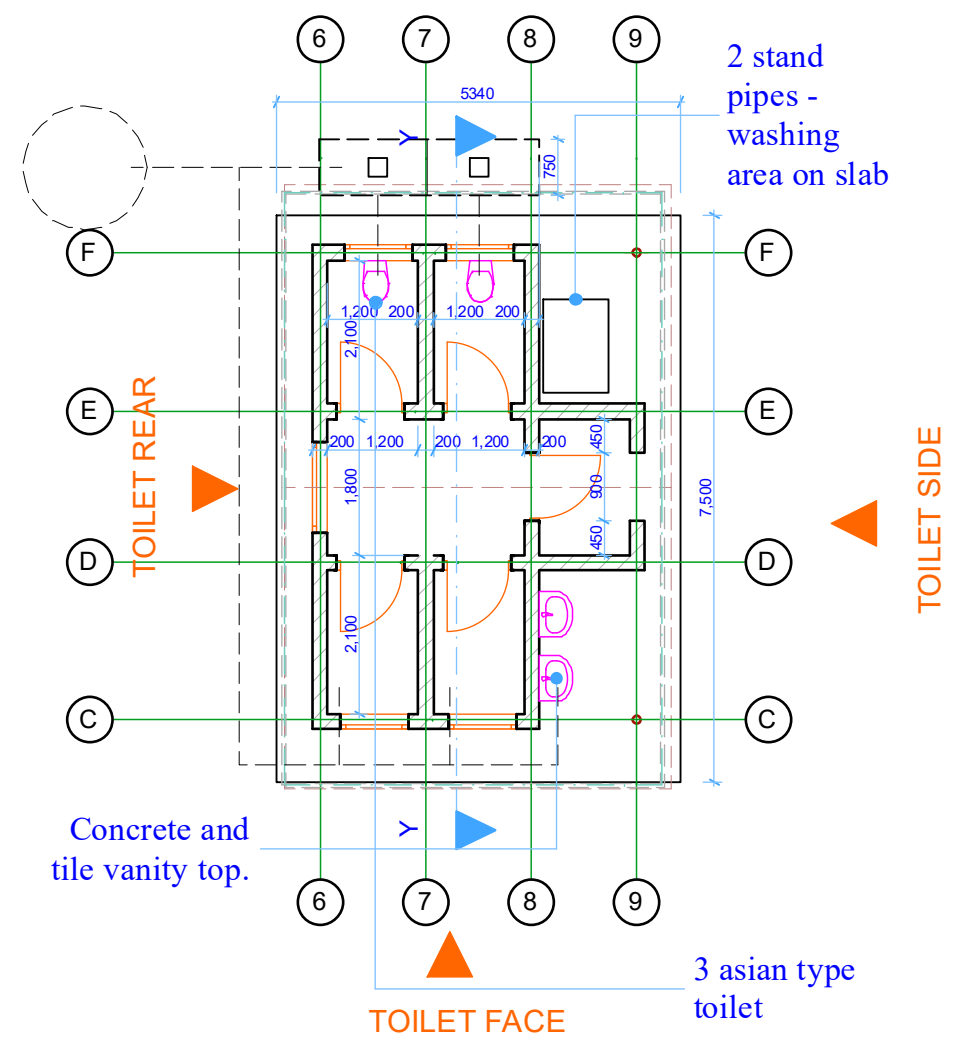 6 7 8 9
2 stand
pipes -
washing
area on slab
5340
Y
750
F F
1,200 200 1,200 200
2,100
E E
200 1,200 200 1,200 200
450
TOILET REAR
1,800
900
7,500
TOILET SIDE
450
D D
2,100
C C
Concrete and
tile vanity top.
Y
6 7 8 9
3 asian type
toilet
TOILET FACE